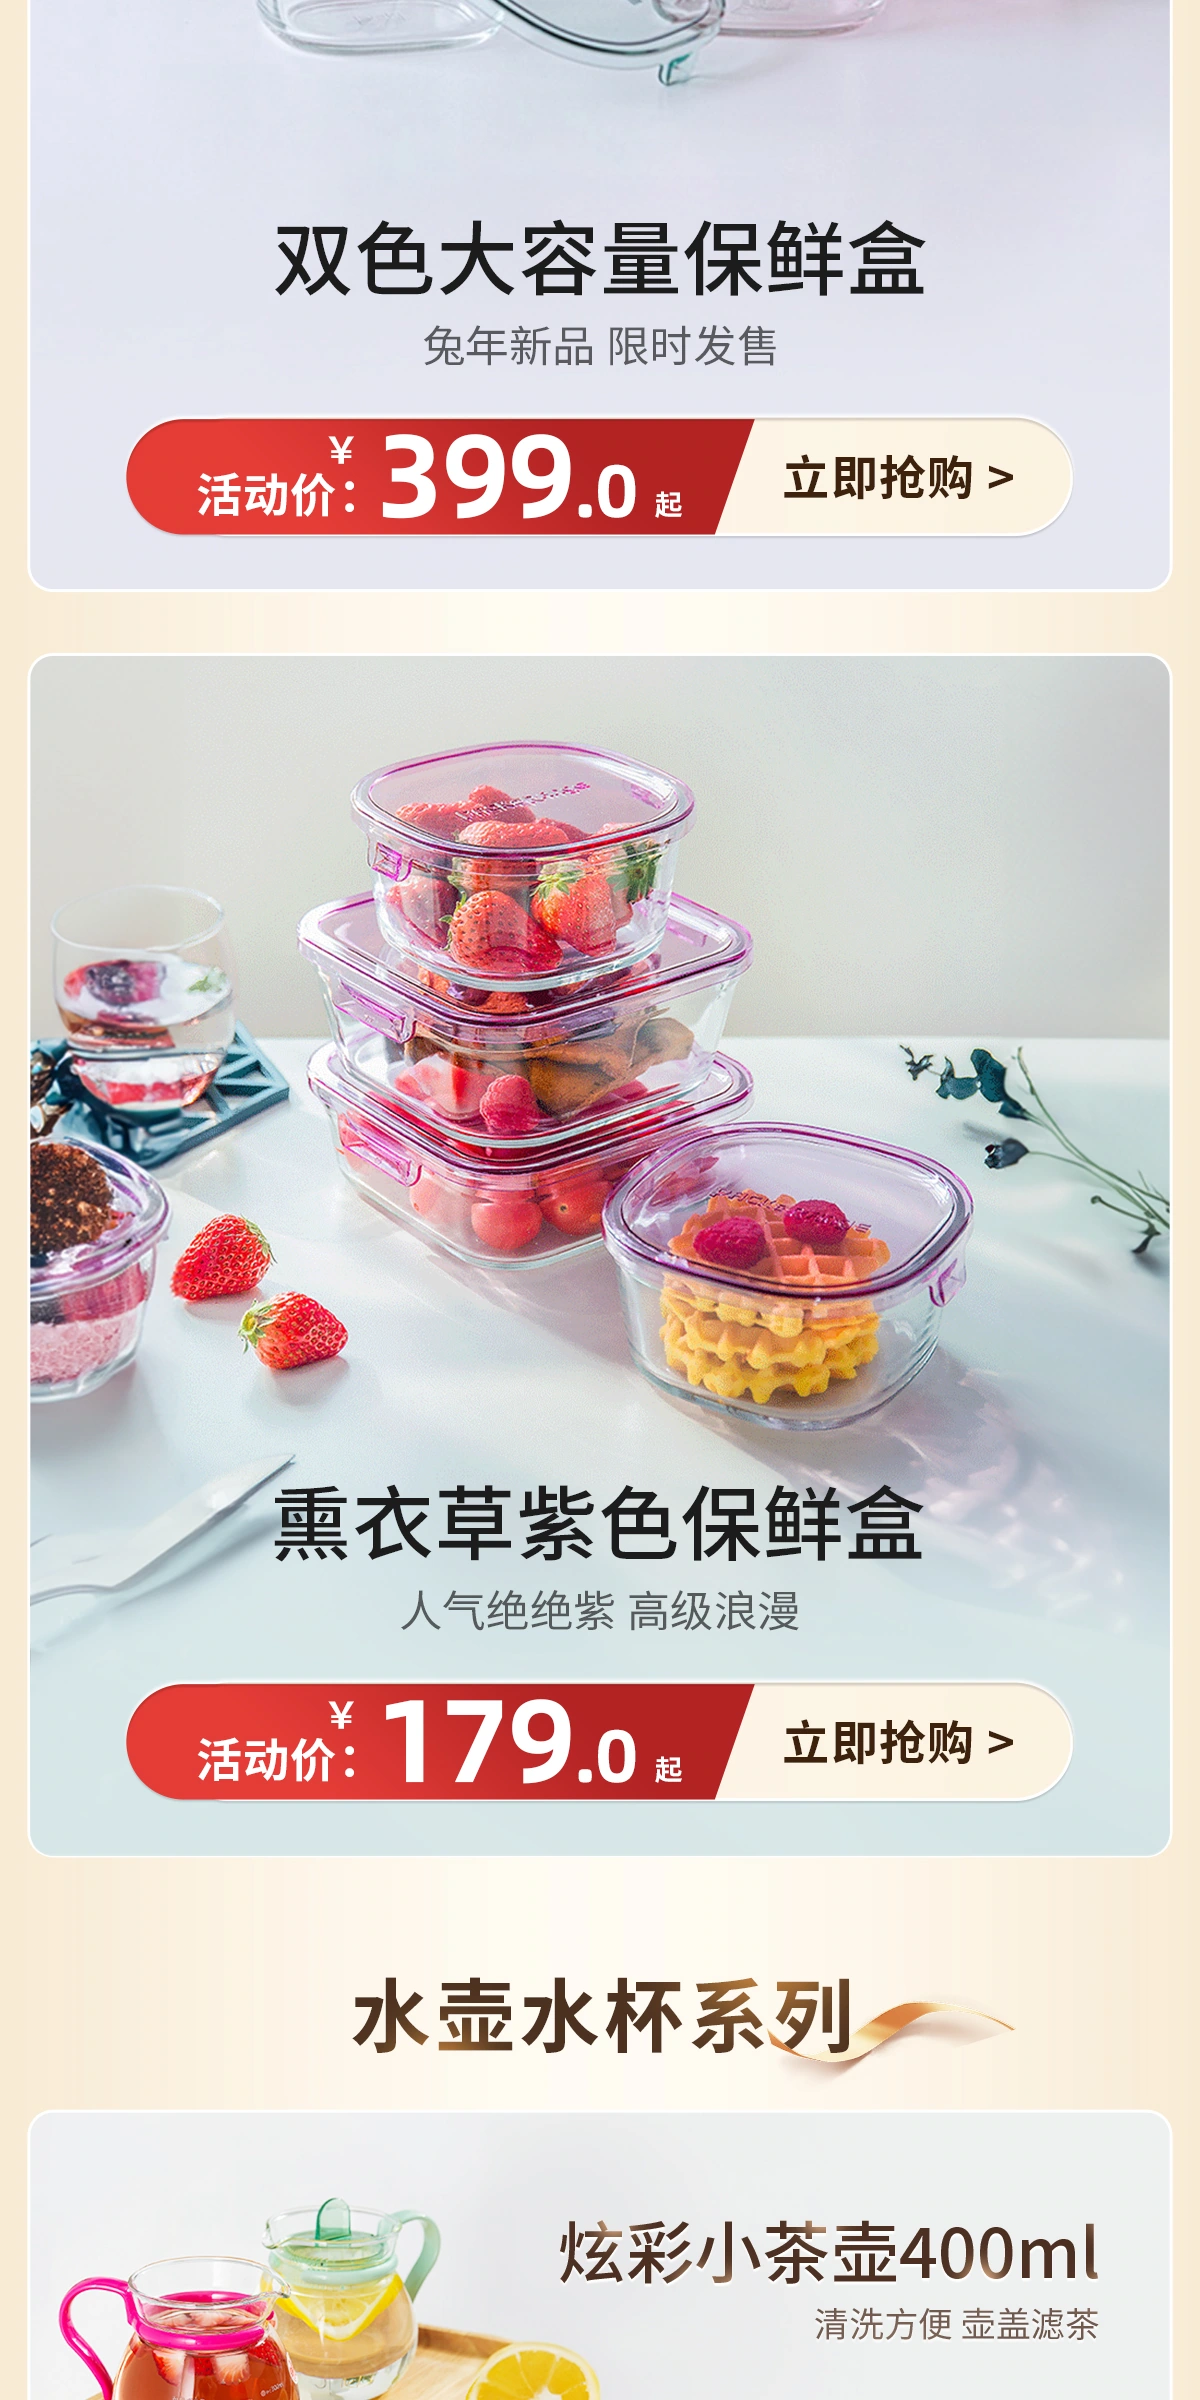 双色大容量保鲜盒
兔年新品 限时发售
活动价：¥399.0 起
立即抢购 >
熏衣草紫色保鲜盒
人气绝绝紫 高级浪漫
活动价：¥179.0 起
立即抢购 >
水壶水杯系列
炫彩小茶壶400ml
清洗方便 壶盖滤茶